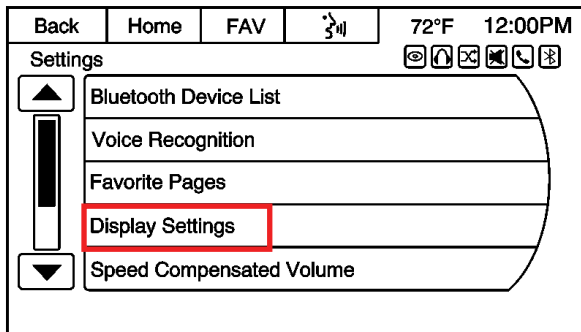 Back Home FAV 72°F 12:00PM
Settings
Bluetooth Device List
Voice Recognition
Favorite Pages
Display Settings
Speed Compensated Volume